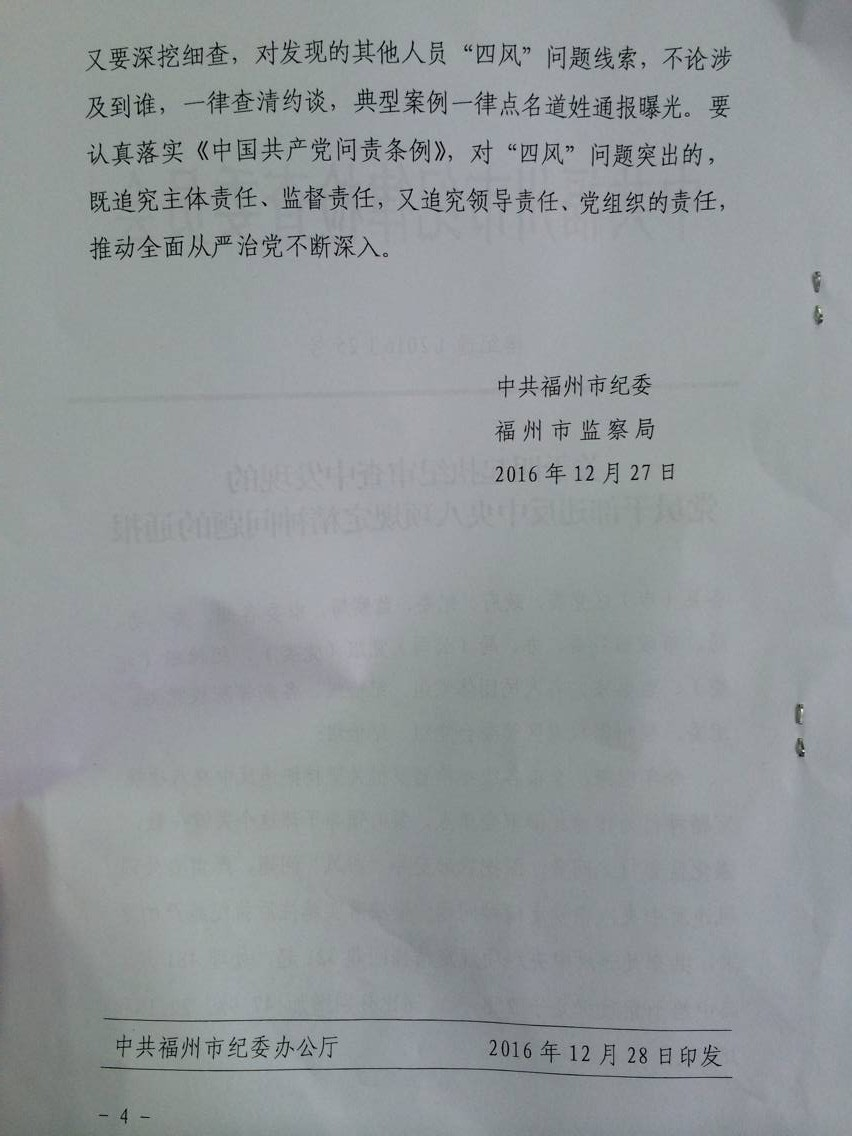 又要深挖细查，对发现的其他人员“四风”问题线索，不论涉
及到谁，一律查清约谈，典型案例一律点名道姓通报曝光。要
认真落实《中国共产党问责条例》，对“四风”问题突出的，
既追究主体责任、监督责任，又追究领导责任、党组织的责任，
推动全面从严治党不断深入。
中共福州市纪委
福州市监察局
2016年12月27日
中共福州市纪委办公厅 2016年12月28日印发
- 4 -